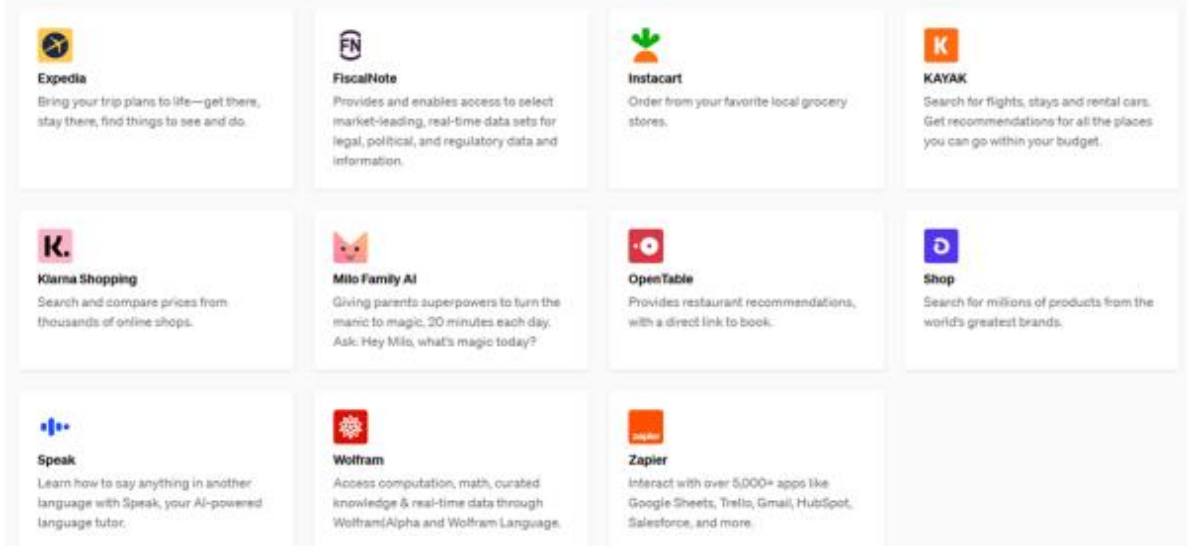 FN
K
Expedia
Bring your trip plans to life—get there,
stay there, find things to see and do.
FiscalNote
Provides and enables access to select
market-leading, real-time data sets for
legal, political, and regulatory data and
information.
Instacart
Order from your favorite local grocery
stores.
KAYAK
Search for flights, stays and rental cars.
Get recommendations for all the places
you can go within your budget.
K.
Klarna Shopping
Search and compare prices from
thousands of online shops.
Milo Family AI
Giving parents superpowers to turn the
manic to magic, 20 minutes each day.
Ask: Hey Milo, what's magic today?
OpenTable
Provides restaurant recommendations,
with a direct link to book.
Shop
Search for millions of products from the
world's greatest brands.
Speak
Learn how to say anything in another
language with Speak, your AI-powered
language tutor.
Wolfram
Access computation, math, curated
knowledge & real-time data through
Wolfram|Alpha and Wolfram Language.
zapier
Zapier
Interact with over 5,000+ apps like
Google Sheets, Trello, Gmail, HubSpot,
Salesforce, and more.